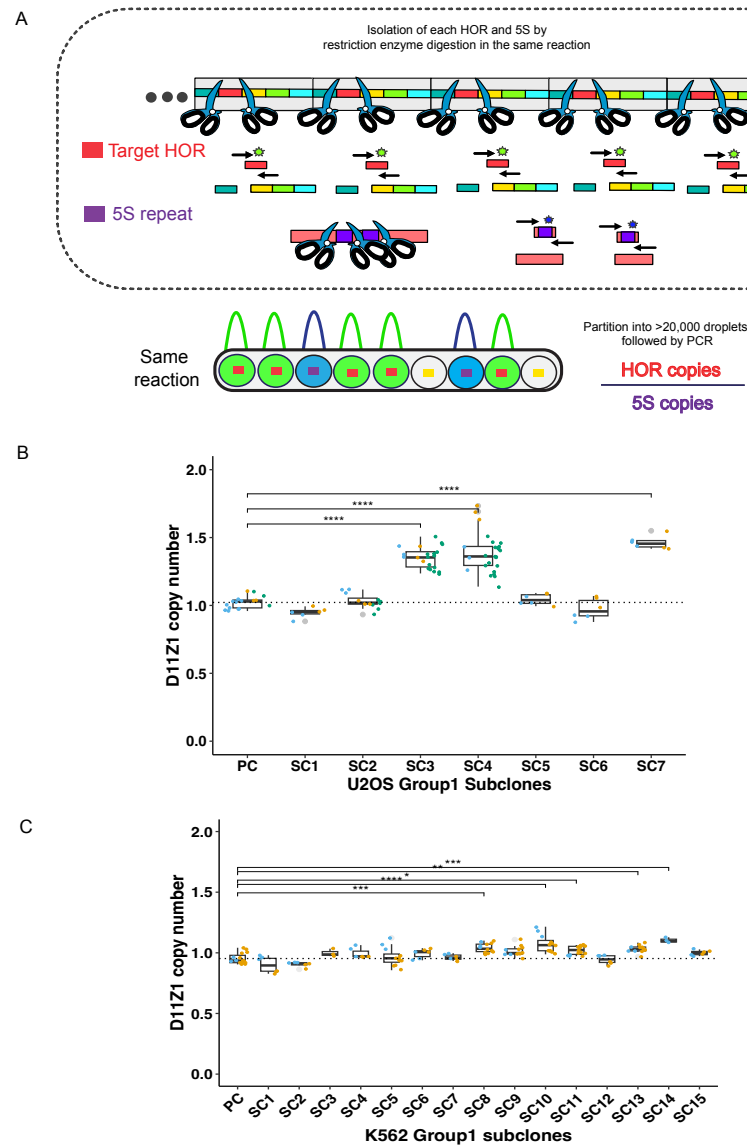 A
Isolation of each HOR and 5S by
restriction enzyme digestion in the same reaction
Target HOR
5S repeat
Same
reaction
Partition into >20,000 droplets
followed by PCR
HOR copies
5S copies
B
D11Z1 copy number
2.0
1.5
1.0
0.5
0.0
****
****
****
PC SC1 SC2 SC3 SC4 SC5 SC6 SC7
U2OS Group1 Subclones
C
D11Z1 copy number
2.0
1.5
1.0
0.5
0.0
***
**
*
****
***
PC SC1 SC2 SC3 SC4 SC5 SC6 SC7 SC8 SC9 SC10 SC11 SC12 SC13 SC14 SC15
K562 Group1 subclones